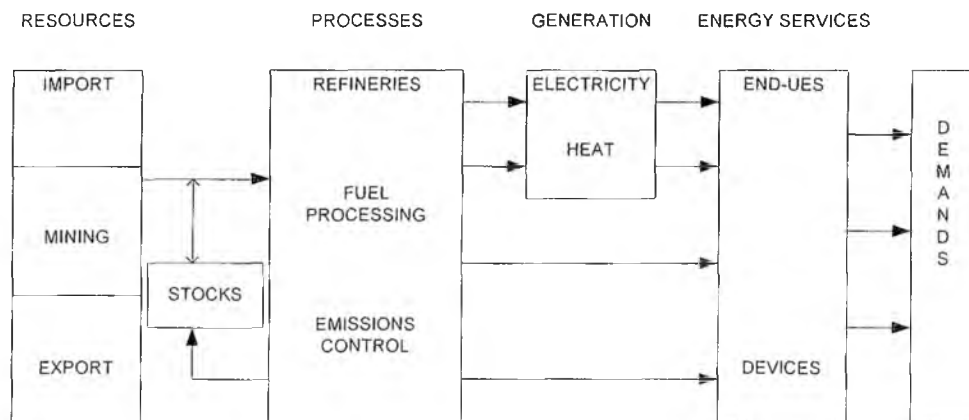 RESOURCES
PROCESSES
GENERATION
ENERGY SERVICES
IMPORT
MINING
EXPORT
STOCKS
REFINERIES
FUEL
PROCESSING
EMISSIONS
CONTROL
ELECTRICITY
HEAT
END-UES
DEVICES
DEMANDS